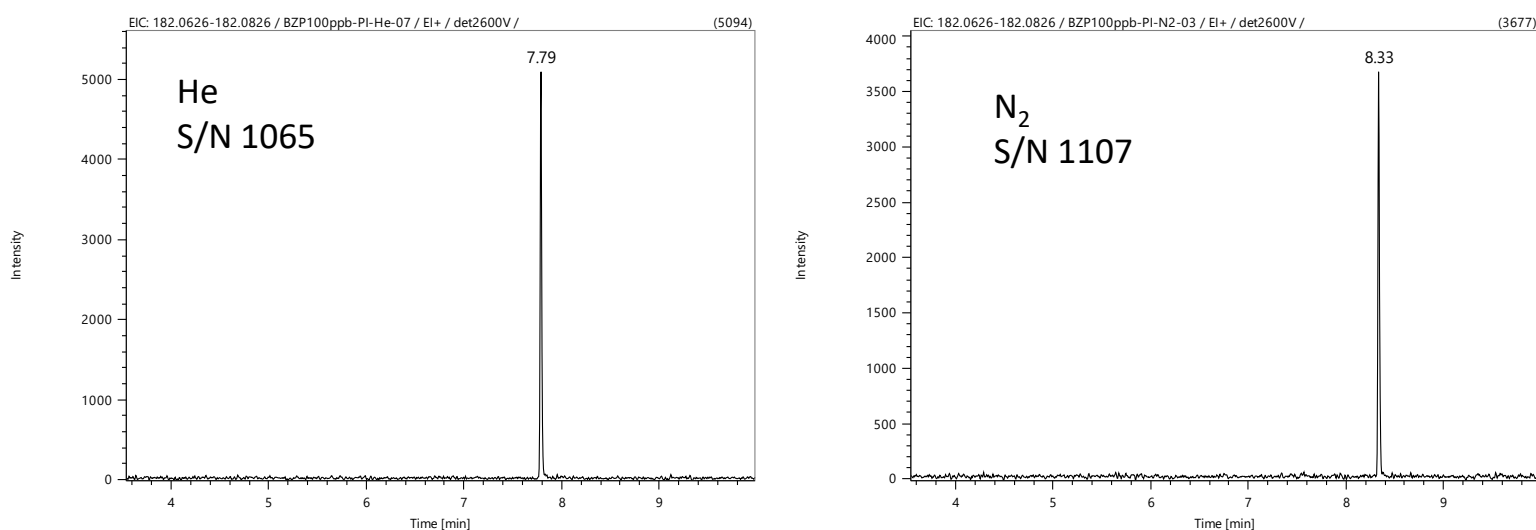 EIC: 182.0626-182.0826 / BZP100ppb-PI-He-07 / EI+ / det2600V / (5094)
7.79
He
S/N 1065
5000
4000
3000
2000
1000
0
Intensity
4 5 6 7 8 9
Time [min]
EIC: 182.0626-182.0826 / BZP100ppb-PI-N2-03 / EI+ / det2600V / (3677)
8.33
N₂
S/N 1107
4000
3500
3000
2500
2000
1500
1000
500
0
Intensity
4 5 6 7 8 9
Time [min]